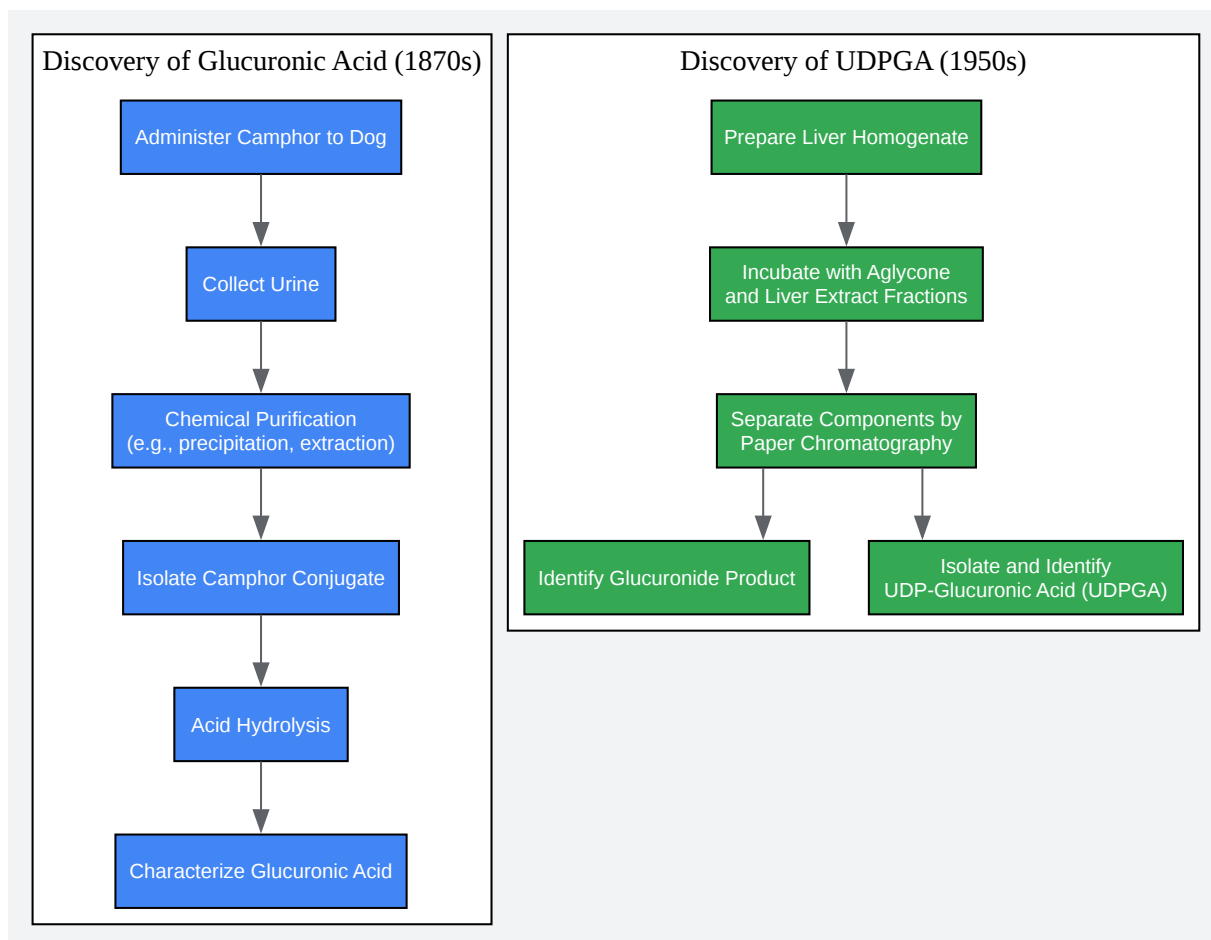 Discovery of Glucuronic Acid (1870s)
Administer Camphor to Dog
Collect Urine
Chemical Purification
(e.g., precipitation, extraction)
Isolate Camphor Conjugate
Acid Hydrolysis
Characterize Glucuronic Acid
Discovery of UDPGA (1950s)
Prepare Liver Homogenate
Incubate with Aglycone
and Liver Extract Fractions
Separate Components by
Paper Chromatography
Identify Glucuronide Product
Isolate and Identify
UDP-Glucuronic Acid (UDPGA)